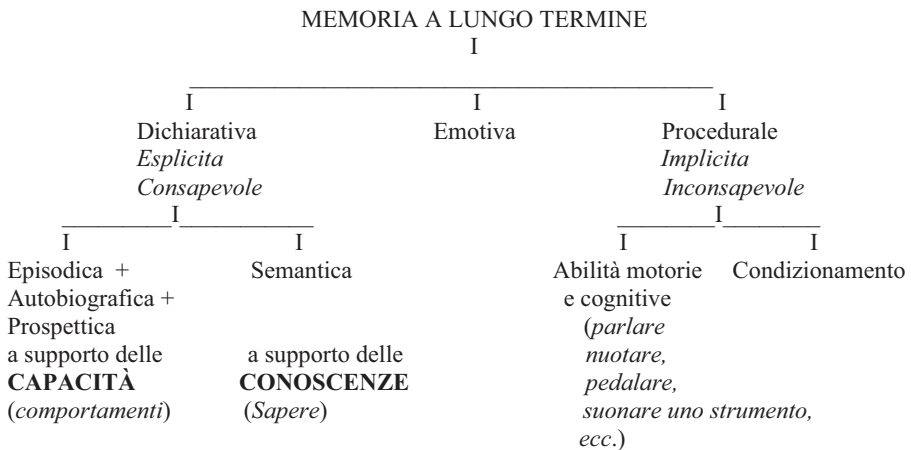 MEMORIA A LUNGO TERMINE
I
I I I
Dichiarativa Emotiva Procedurale
Esplicita Implicita
Consapevole Inconsapevole
I I
I I I I
Episodica + Semantica Abilità motorie Condizionamento
Autobiografica + e cognitive
Prospettica (parlare
a supporto delle a supporto delle nuotare,
CAPACITÀ CONOSCENZE pedalare,
(comportamenti) (Sapere) suonare uno strumento,
ecc.)